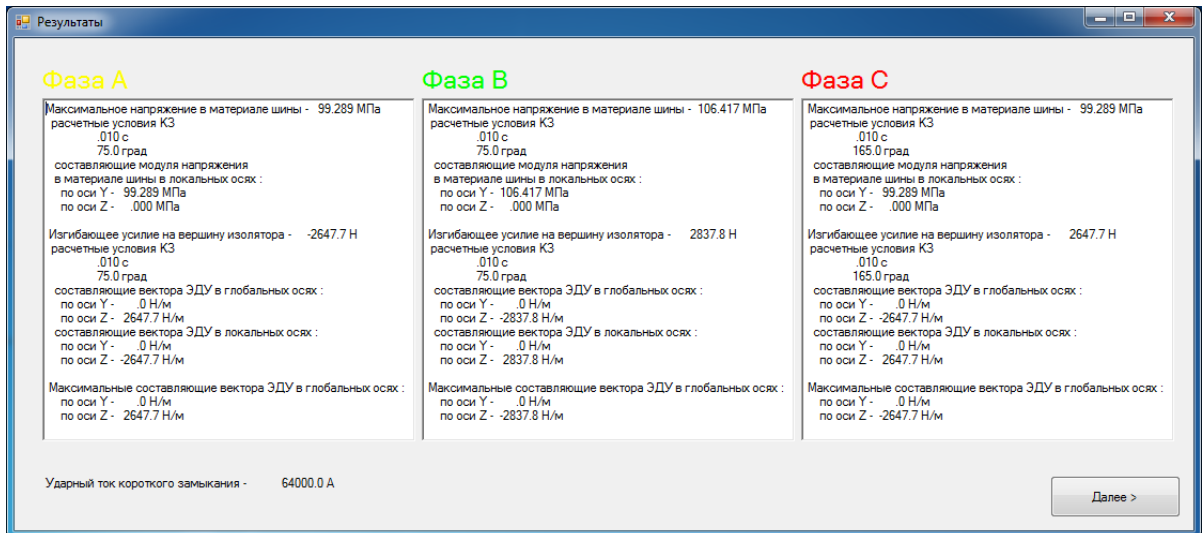 Результаты
Фаза А
Максимальное напряжение в материале шины - 99.289 МПа
расчетные условия КЗ
.010 с
75.0 град
составляющие модуля напряжения
в материале шины в локальных осях :
по оси Y - 99.289 МПа
по оси Z - .000 МПа
Изгибающее усилие на вершину изолятора - -2647.7 Н
расчетные условия КЗ
.010 с
75.0 град
составляющие вектора ЭДУ в глобальных осях :
по оси Y - .0 Н/м
по оси Z - 2647.7 Н/м
составляющие вектора ЭДУ в локальных осях :
по оси Y - .0 Н/м
по оси Z - -2647.7 Н/м
Максимальные составляющие вектора ЭДУ в глобальных осях :
по оси Y - .0 Н/м
по оси Z - 2647.7 Н/м
Фаза В
Максимальное напряжение в материале шины - 106.417 МПа
расчетные условия КЗ
.010 с
75.0 град
составляющие модуля напряжения
в материале шины в локальных осях :
по оси Y - 106.417 МПа
по оси Z - .000 МПа
Изгибающее усилие на вершину изолятора - 2837.8 Н
расчетные условия КЗ
.010 с
75.0 град
составляющие вектора ЭДУ в глобальных осях :
по оси Y - .0 Н/м
по оси Z - -2837.8 Н/м
составляющие вектора ЭДУ в локальных осях :
по оси Y - .0 Н/м
по оси Z - 2837.8 Н/м
Максимальные составляющие вектора ЭДУ в глобальных осях :
по оси Y - .0 Н/м
по оси Z - -2837.8 Н/м
Фаза С
Максимальное напряжение в материале шины - 99.289 МПа
расчетные условия КЗ
.010 с
165.0 град
составляющие модуля напряжения
в материале шины в локальных осях :
по оси Y - 99.289 МПа
по оси Z - .000 МПа
Изгибающее усилие на вершину изолятора - 2647.7 Н
расчетные условия КЗ
.010 с
165.0 град
составляющие вектора ЭДУ в глобальных осях :
по оси Y - .0 Н/м
по оси Z - -2647.7 Н/м
составляющие вектора ЭДУ в локальных осях :
по оси Y - .0 Н/м
по оси Z - 2647.7 Н/м
Максимальные составляющие вектора ЭДУ в глобальных осях :
по оси Y - .0 Н/м
по оси Z - -2647.7 Н/м
Ударный ток короткого замыкания - 64000.0 А
Далее >